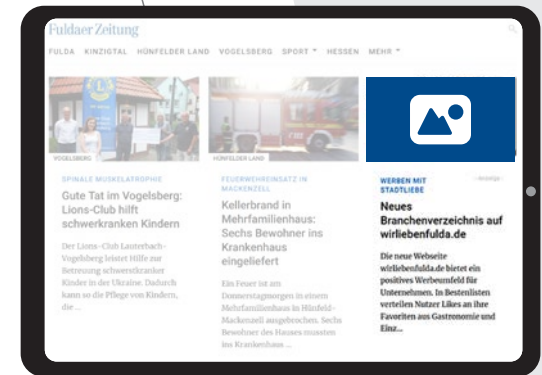 Fuldaer Zeitung
FULDA KINZIGTAL HÜNFELDER LAND VOGELSBERG SPORT HESSEN MEHR
VOGELSBERG
SPINALE MUSKELATROPHIE
Gute Tat im Vogelsberg:
Lions-Club hilft
schwerkranken Kindern
Der Lions-Club Lauterbach-
Vogelsberg leistet Hilfe zur
Betreuung schwerstkranker
Kinder in der Ukraine. Dadurch
kann so die Pflege von Kindern,
die ...
HÜNFELDER LAND
FEUERWEHREINSATZ IN
MACKENZELL
Kellerbrand in
Mehrfamilienhaus:
Sechs Bewohner ins
Krankenhaus
eingeliefert
Ein Feuer ist am
Donnerstagmorgen in einem
Mehrfamilienhaus in Hünfeld-
Mackenzell ausgebrochen. Sechs
Bewohner des Hauses mussten
ins Krankenhaus ...
WERBEN MIT
STADTLIEBE
- Anzeige -
Neues
Branchenverzeichnis auf
wirliebenfulda.de
Die neue Webseite
wirliebenfulda.de bietet ein
positives Werbeumfeld für
Unternehmen. In Bestenlisten
verteilen Nutzer Likes an ihre
Favoriten aus Gastronomie und
Einz...